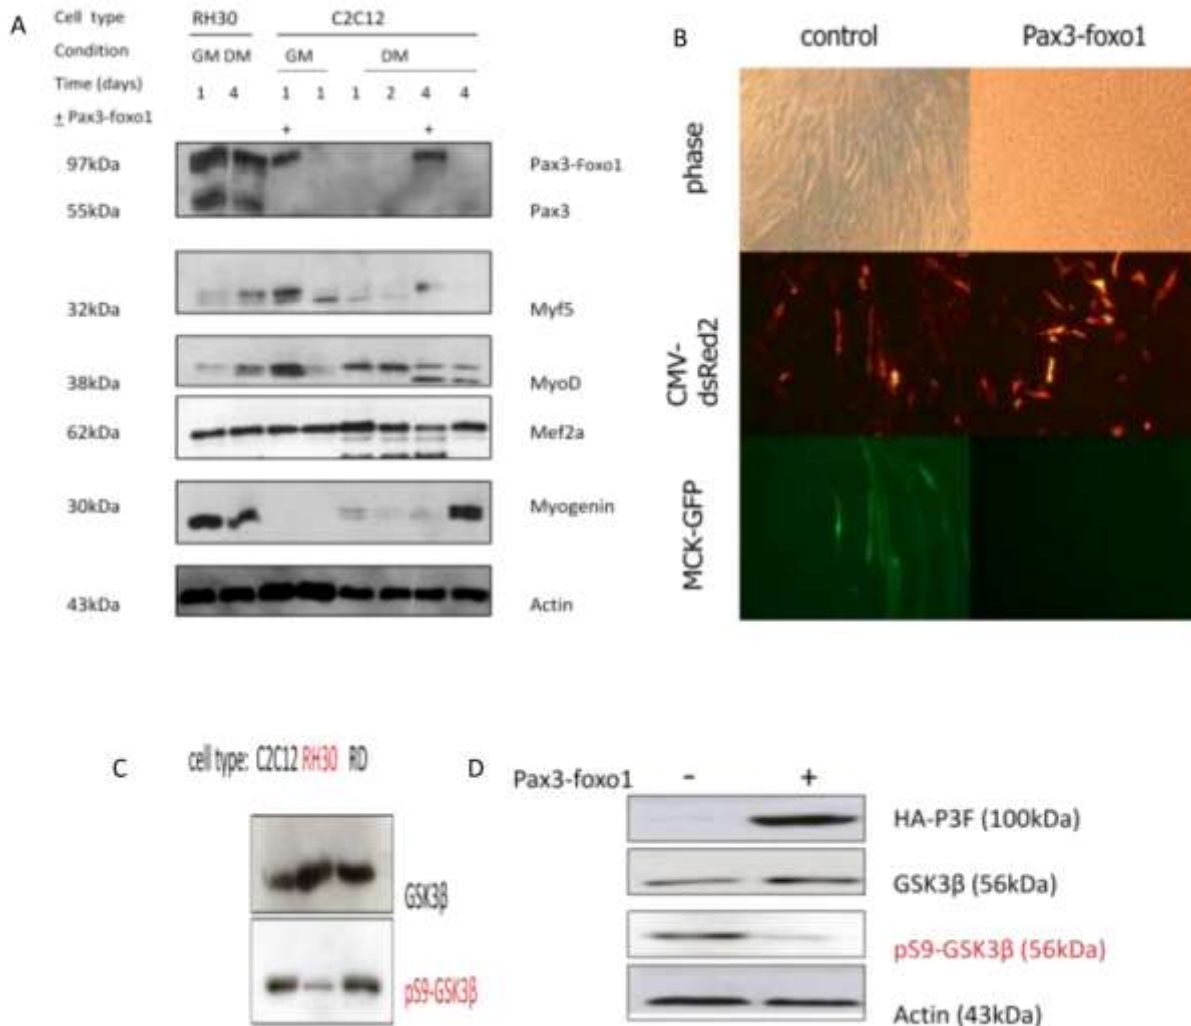 A
Cell type RH30 C2C12
Condition GM DM GM DM
Time (days) 1 4 1 1 1 2 4 4
± Pax3-foxo1 + +
97kDa Pax3-Foxo1
55kDa Pax3
32kDa Myf5
38kDa MyoD
62kDa Mef2a
30kDa Myogenin
43kDa Actin
B
control Pax3-foxo1
phase
CMV-
dsRed2
MCK-GFP
C
cell type: C2C12 RH30 RD
GSK3β
pS9-GSK3β
D
Pax3-foxo1 - +
HA-P3F (100kDa)
GSK3β (56kDa)
pS9-GSK3β (56kDa)
Actin (43kDa)